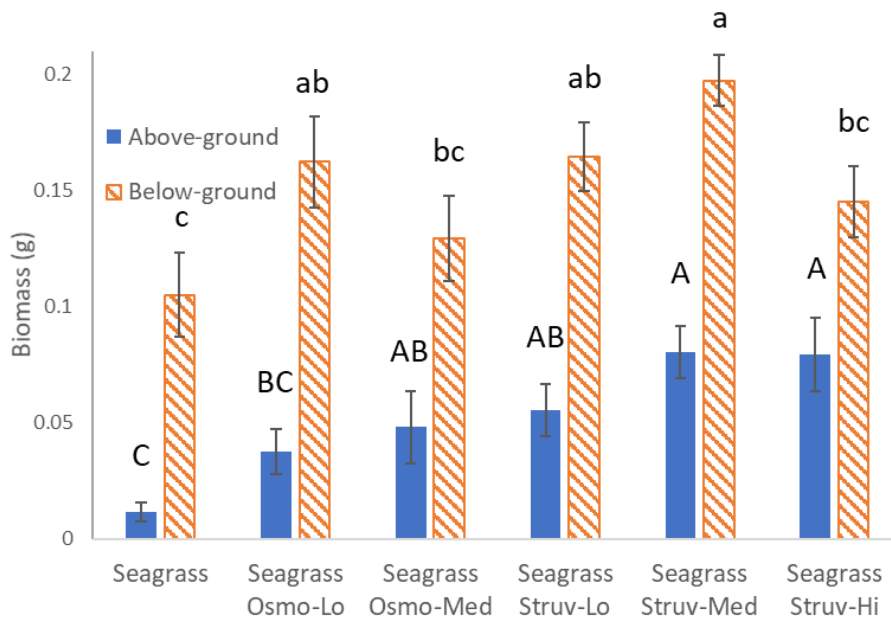 a
0.2
ab
ab
Above-ground
bc
bc
0.15
Below-ground
c
Biomass (g)
A
A
0.1
AB
AB
BC
0.05
C
0
Seagrass
Seagrass
Osmo-Lo
Seagrass
Osmo-Med
Seagrass
Struv-Lo
Seagrass
Struv-Med
Seagrass
Struv-Hi